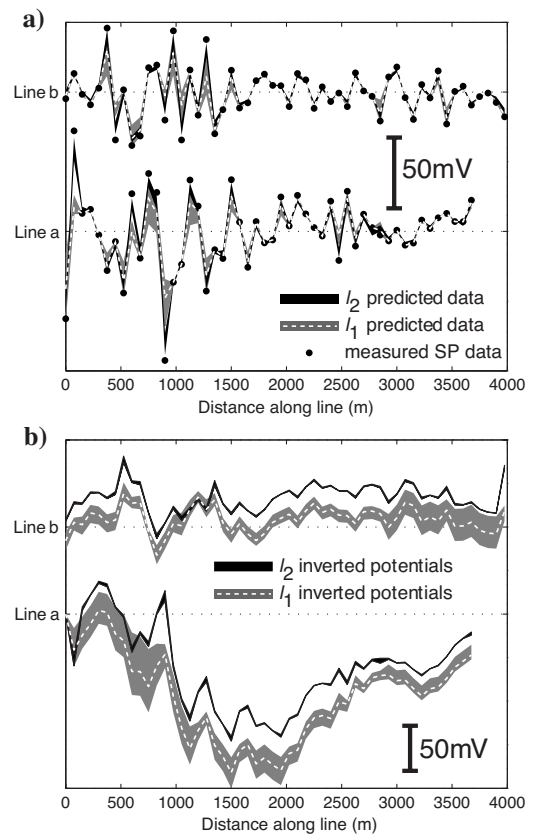 a)
Line b
50mV
Line a
l2 predicted data
l1 predicted data
measured SP data
0 500 1000 1500 2000 2500 3000 3500 4000
Distance along line (m)
b)
Line b
l2 inverted potentials
l1 inverted potentials
Line a
50mV
0 500 1000 1500 2000 2500 3000 3500 4000
Distance along line (m)